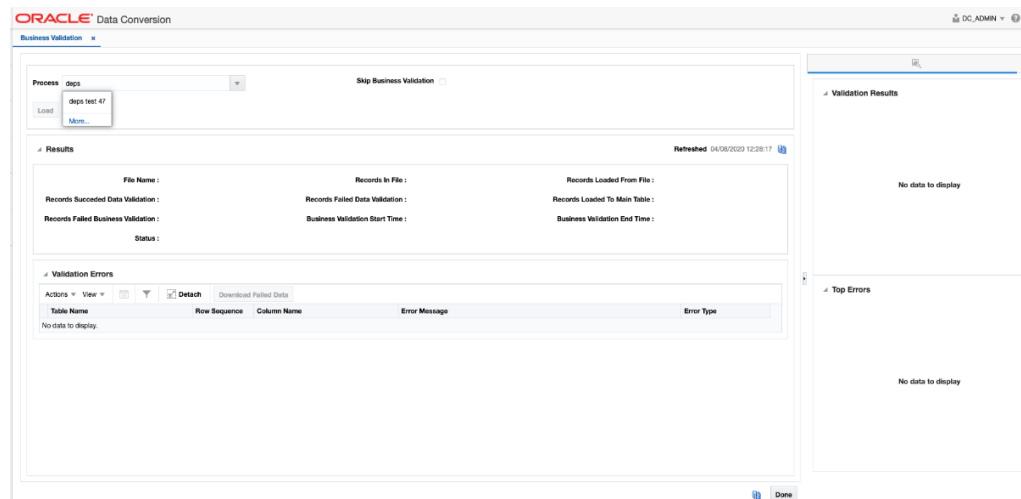 ORACLE® Data Conversion
DC_ADMIN
Business Validation x
Process deps
Skip Business Validation
deps test 47
More...
Load
Results
Refreshed 04/08/2020 12:28:17
File Name :
Records In File :
Records Loaded From File :
Records Succeded Data Validation :
Records Failed Data Validation :
Records Loaded To Main Table :
Records Failed Business Validation :
Business Validation Start Time :
Business Validation End Time :
Status :
Validation Errors
Actions View Detach Download Failed Data
Table Name Row Sequence Column Name Error Message Error Type
No data to display.
Validation Results
No data to display
Top Errors
No data to display
Done